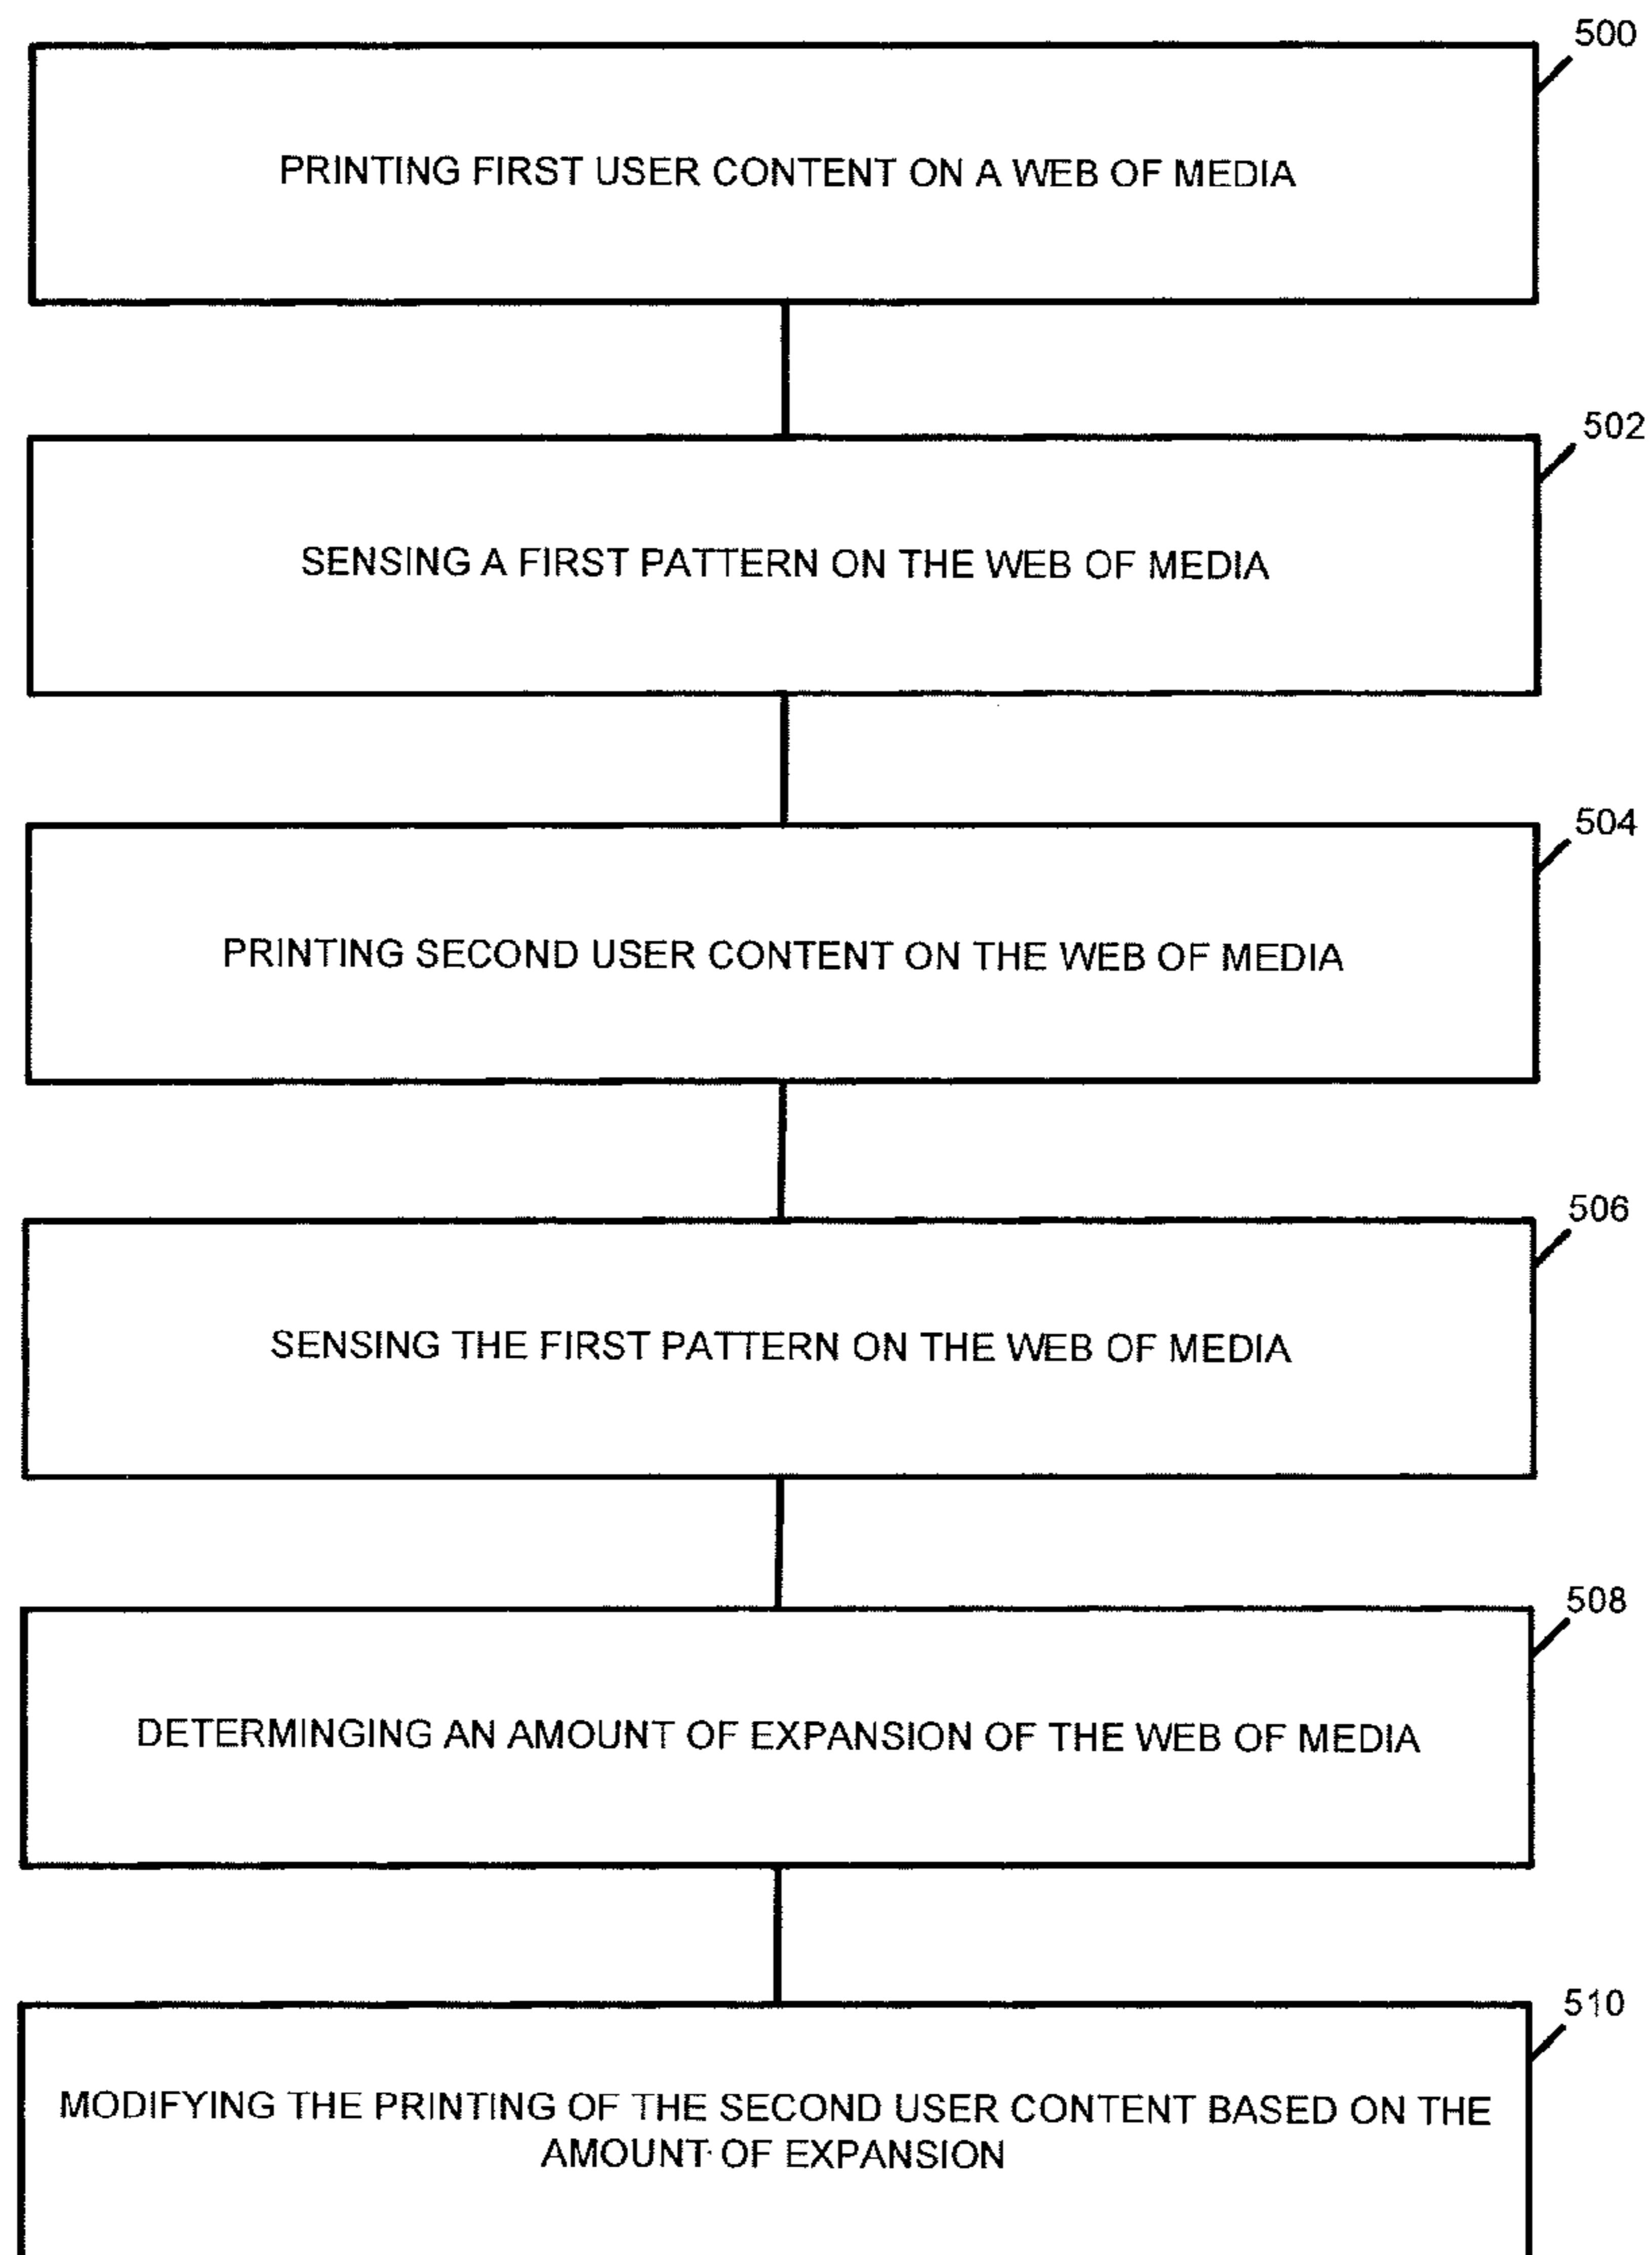 500
PRINTING FIRST USER CONTENT ON A WEB OF MEDIA
502
SENSING A FIRST PATTERN ON THE WEB OF MEDIA
504
PRINTING SECOND USER CONTENT ON THE WEB OF MEDIA
506
SENSING THE FIRST PATTERN ON THE WEB OF MEDIA
508
DETERMINGING AN AMOUNT OF EXPANSION OF THE WEB OF MEDIA
510
MODIFYING THE PRINTING OF THE SECOND USER CONTENT BASED ON THE
AMOUNT OF EXPANSION